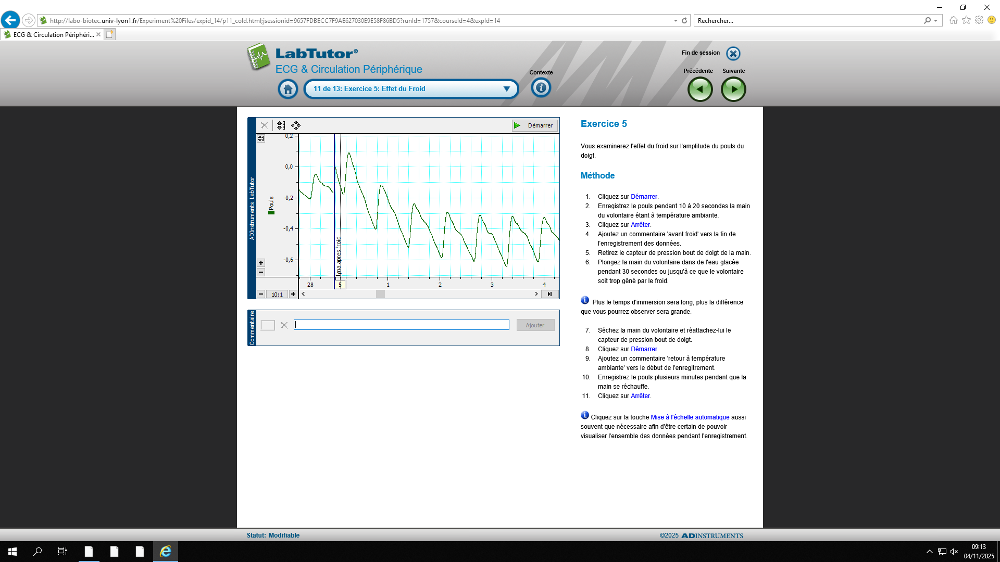 http://labo-biotec.univ-lyon1.fr/Experiment%20Files/expid_14/p11_cold.html;jsessionid=9657FDBECC7F9AE627030E9E58F86BD5?runId=1757&courseId=4&expId=14
Rechercher...
ECG & Circulation Périphéri...
LabTutor®
ECG & Circulation Périphérique
11 de 13: Exercice 5: Effet du Froid
Contexte
Fin de session
Précédente Suivante
Démarrer
ADInstruments LabTutor
Pouls
0,2
0,0
-0,2
-0,4
-0,6
lyna apres froid
28 5 1 2 3 4
10:1
Commentaire
Ajouter
Exercice 5
Vous examinerez l'effet du froid sur l'amplitude du pouls du
doigt.
Méthode
1. Cliquez sur Démarrer.
2. Enregistrez le pouls pendant 10 à 20 secondes la main
du volontaire étant à température ambiante.
3. Cliquez sur Arrêter.
4. Ajoutez un commentaire 'avant froid' vers la fin de
l'enregistrement des données.
5. Retirez le capteur de pression bout de doigt de la main.
6. Plongez la main du volontaire dans de l'eau glacée
pendant 30 secondes ou jusqu'à ce que le volontaire
soit trop gêné par le froid.
Plus le temps d'immersion sera long, plus la différence
que vous pourrez observer sera grande.
7. Séchez la main du volontaire et réattachez-lui le
capteur de pression bout de doigt.
8. Cliquez sur Démarrer.
9. Ajoutez un commentaire 'retour à température
ambiante' vers le début de l'enregitrement.
10. Enregistrez le pouls plusieurs minutes pendant que la
main se réchauffe.
11. Cliquez sur Arrêter.
Cliquez sur la touche Mise à l'échelle automatique aussi
souvent que nécessaire afin d'être certain de pouvoir
visualiser l'ensemble des données pendant l'enregistrement.
Statut: Modifiable
©2025 ADINSTRUMENTS
09:13
04/11/2025